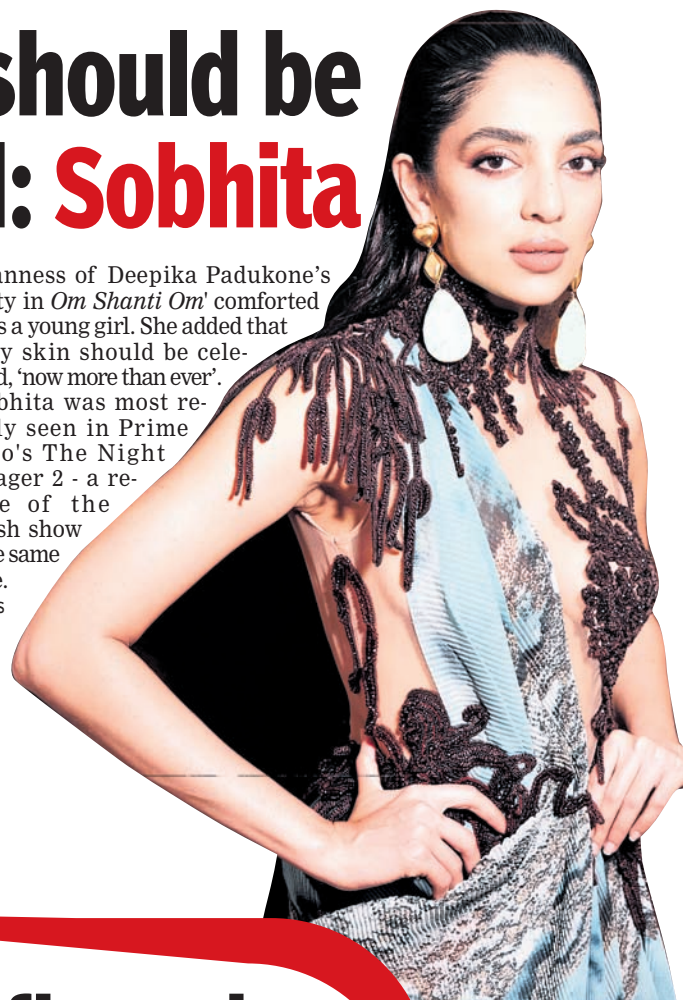 should be
l: Sobhita
anness of Deepika Padukone's
ty in Om Shanti Om' comforted
s a young girl. She added that
y skin should be cele-
d, 'now more than ever'.
bhita was most re-
ly seen in Prime
o's The Night
ager 2 - a re-
e of the
sh show
e same
e.
s